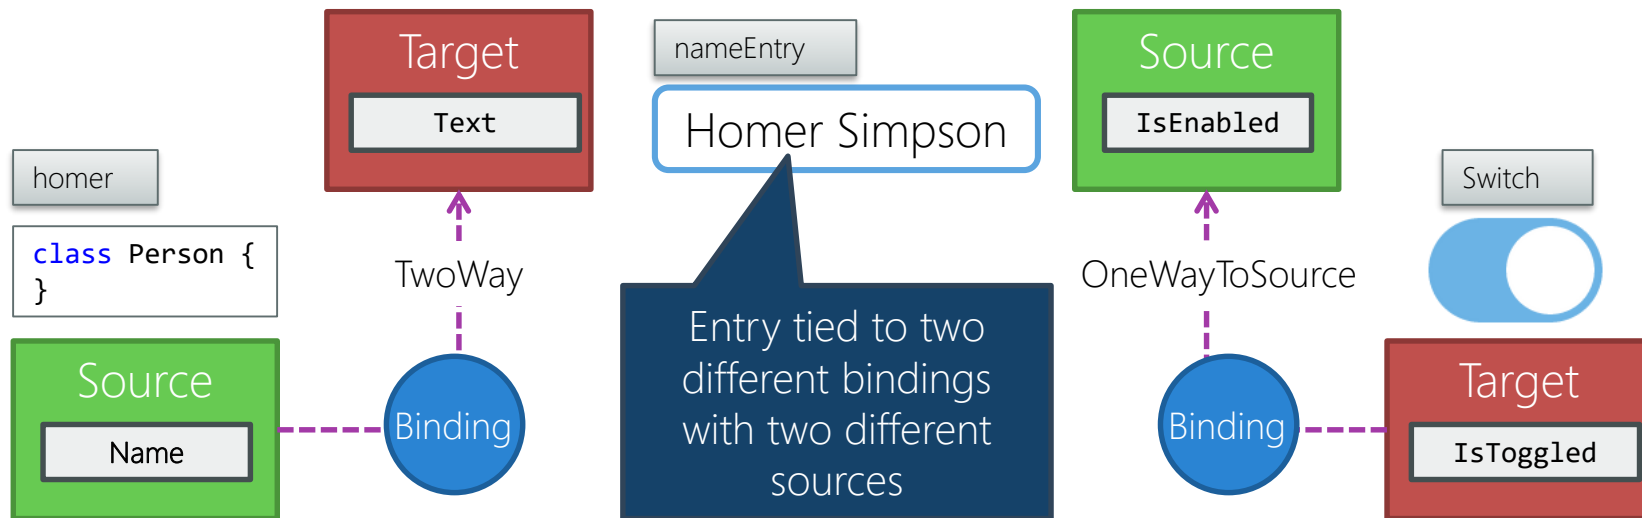 homer
class Person {
}
Source
Name
Target
Text
TwoWay
Binding
nameEntry
Homer Simpson
Entry tied to two
different bindings
with two different
sources
Source
IsEnabled
OneWayToSource
Binding
Switch
Target
IsToggled